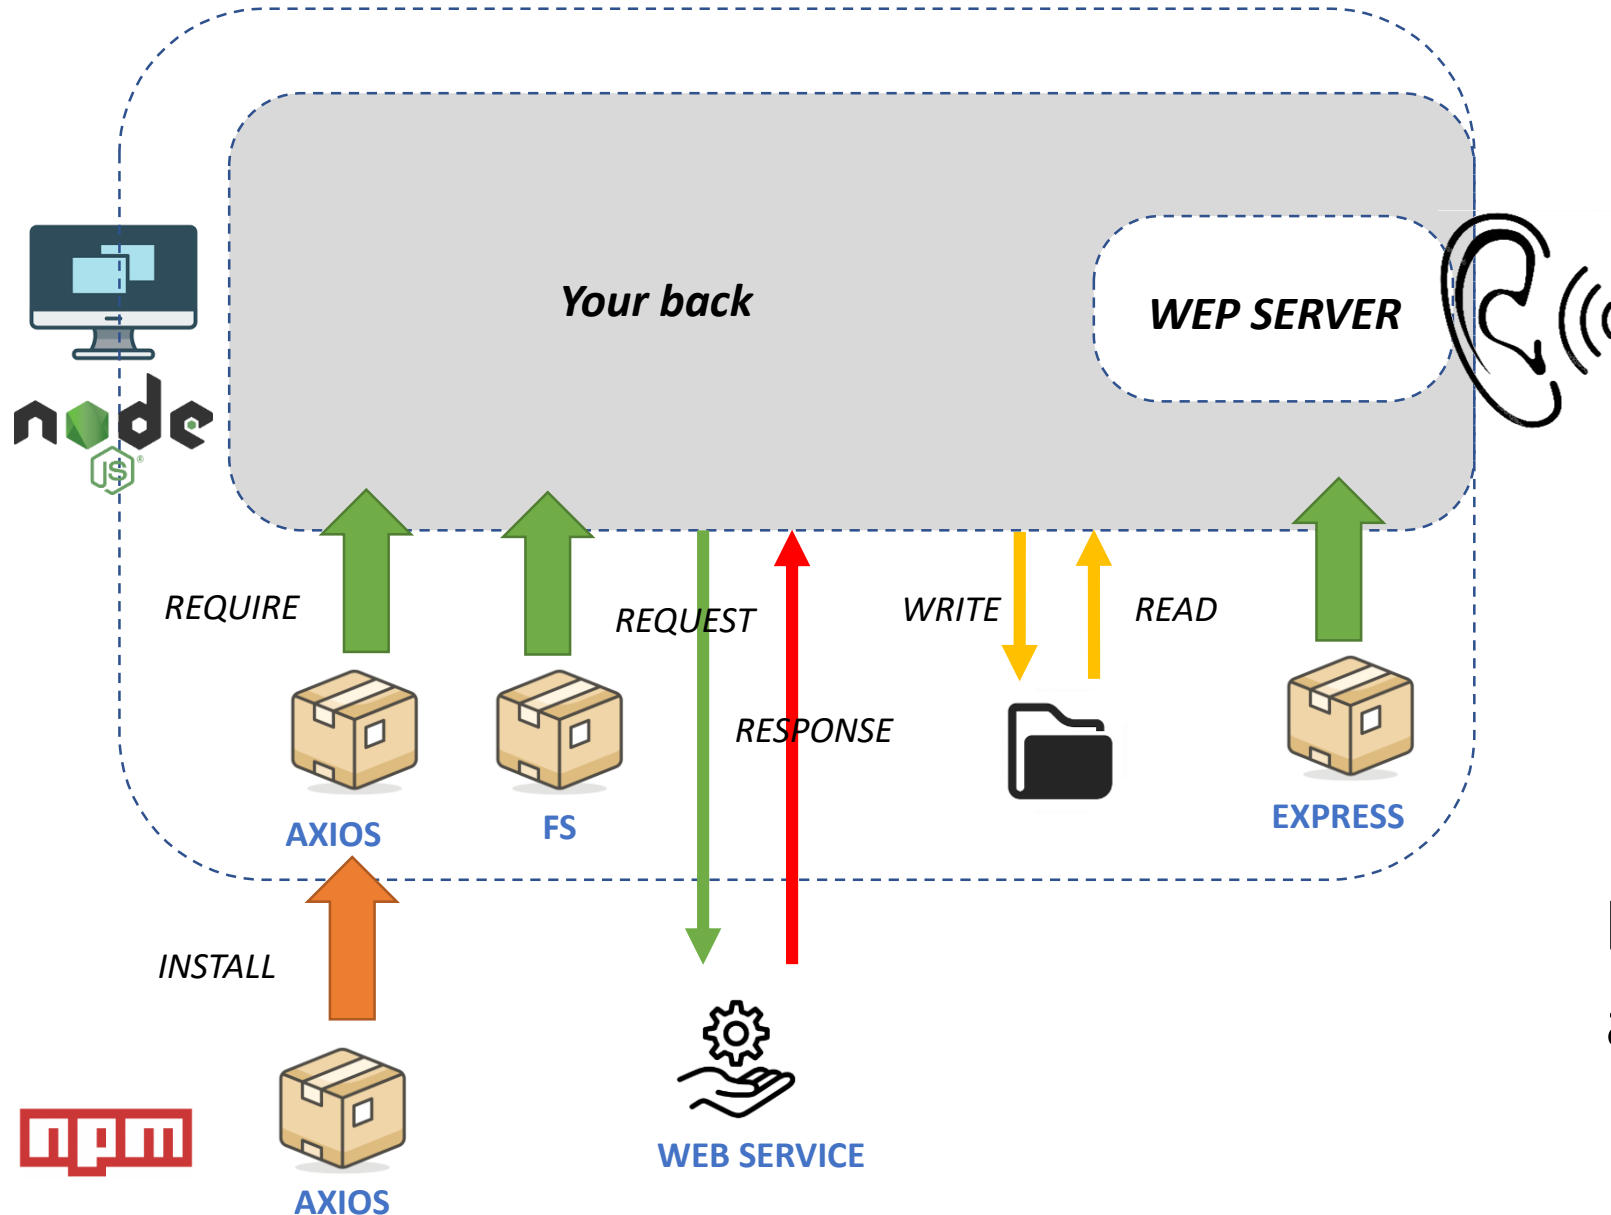 Your back
WEP SERVER
node
JS
REQUIRE
REQUEST
WRITE
READ
RESPONSE
AXIOS
FS
EXPRESS
INSTALL
npm
WEB SERVICE
AXIOS